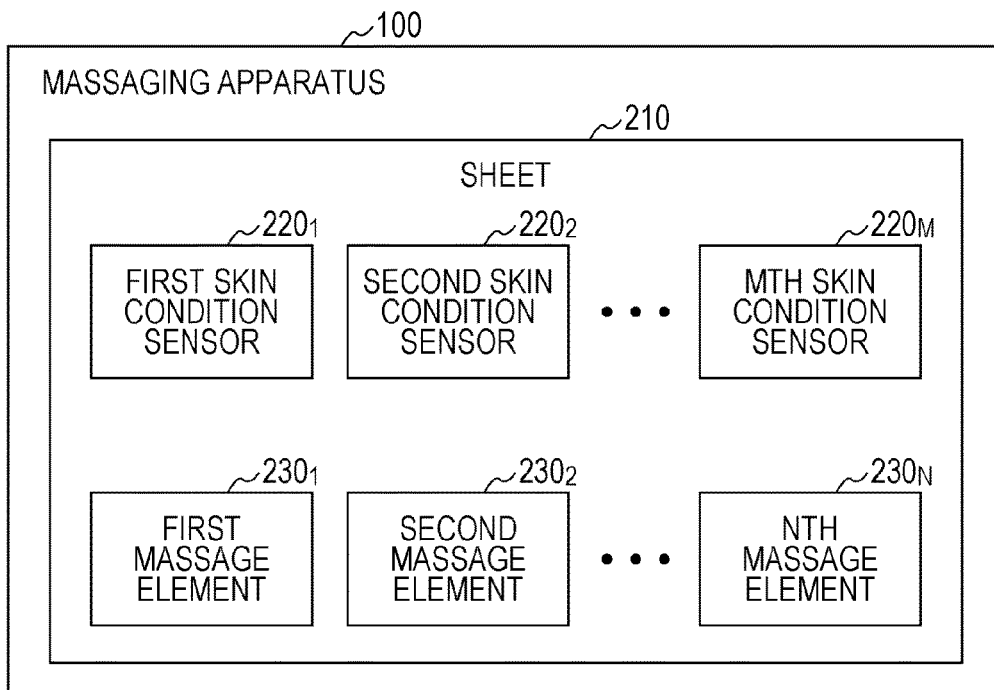 100
MASSAGING APPARATUS
210
SHEET
220₁
220₂
220M
FIRST SKIN
CONDITION
SENSOR
SECOND SKIN
CONDITION
SENSOR
• • •
MTH SKIN
CONDITION
SENSOR
230₁
230₂
230N
FIRST
MASSAGE
ELEMENT
SECOND
MASSAGE
ELEMENT
• • •
NTH
MASSAGE
ELEMENT